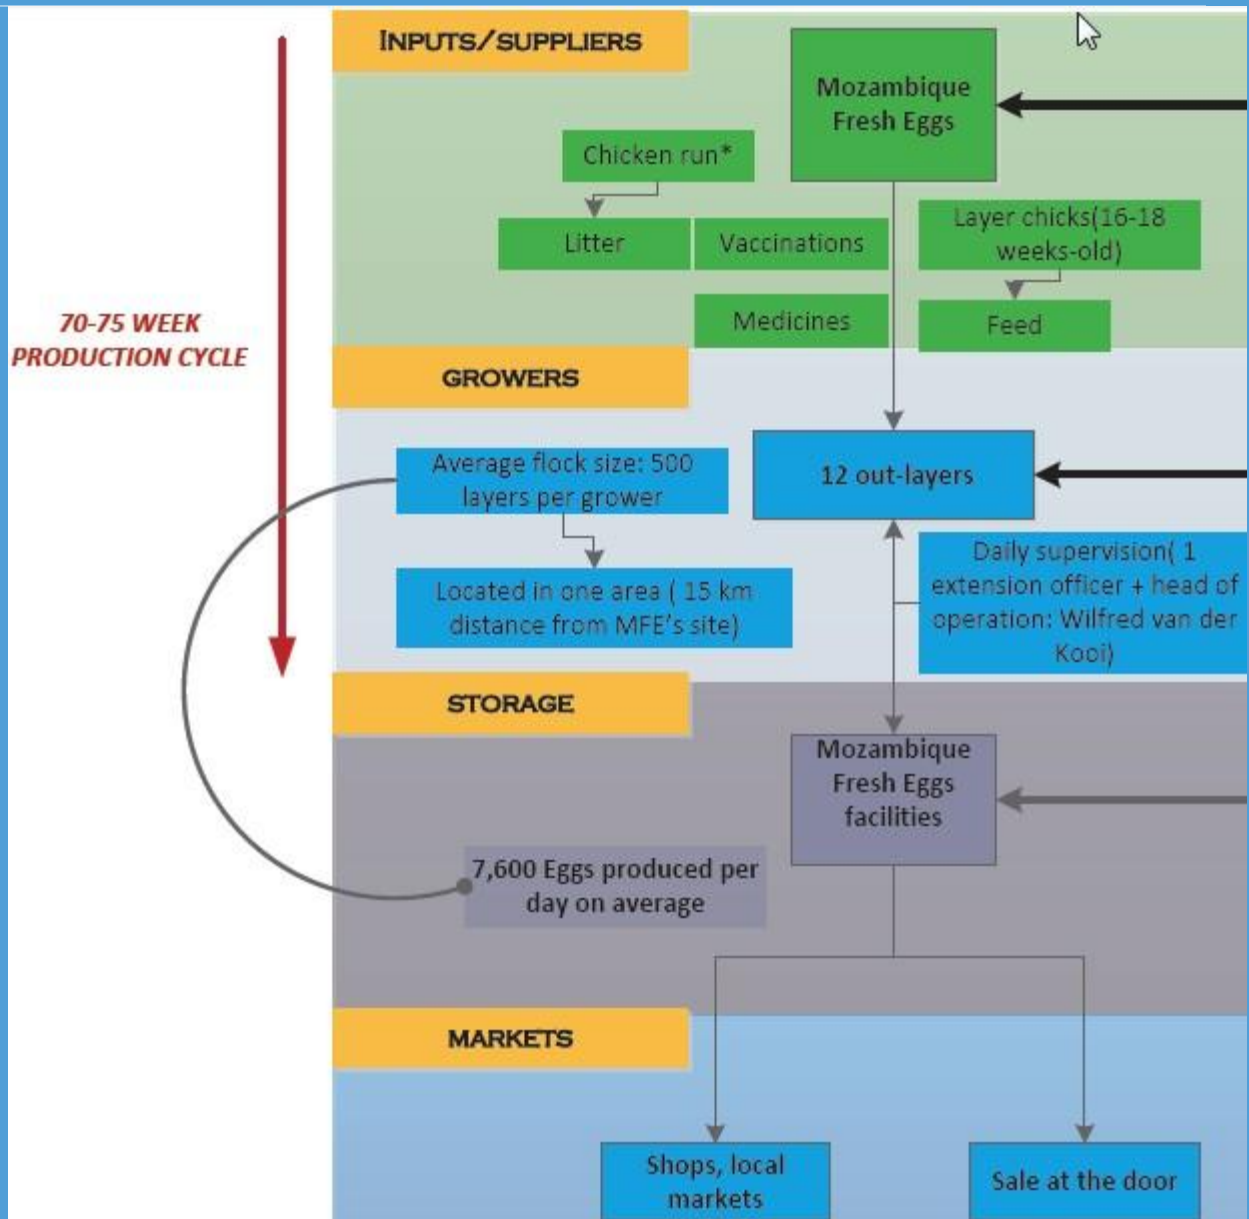 INPUTS/SUPPLIERS
Mozambique
Fresh Eggs
Chicken run*
Litter
Vaccinations
Layer chicks(16-18
weeks-old)
Medicines
Feed
70-75 WEEK
PRODUCTION CYCLE
GROWERS
Average flock size: 500
layers per grower
12 out-layers
Located in one area ( 15 km
distance from MFE's site)
Daily supervision( 1
extension officer + head of
operation: Wilfred van der
Kooi)
STORAGE
Mozambique
Fresh Eggs
facilities
7,600 Eggs produced per
day on average
MARKETS
Shops, local
markets
Sale at the door